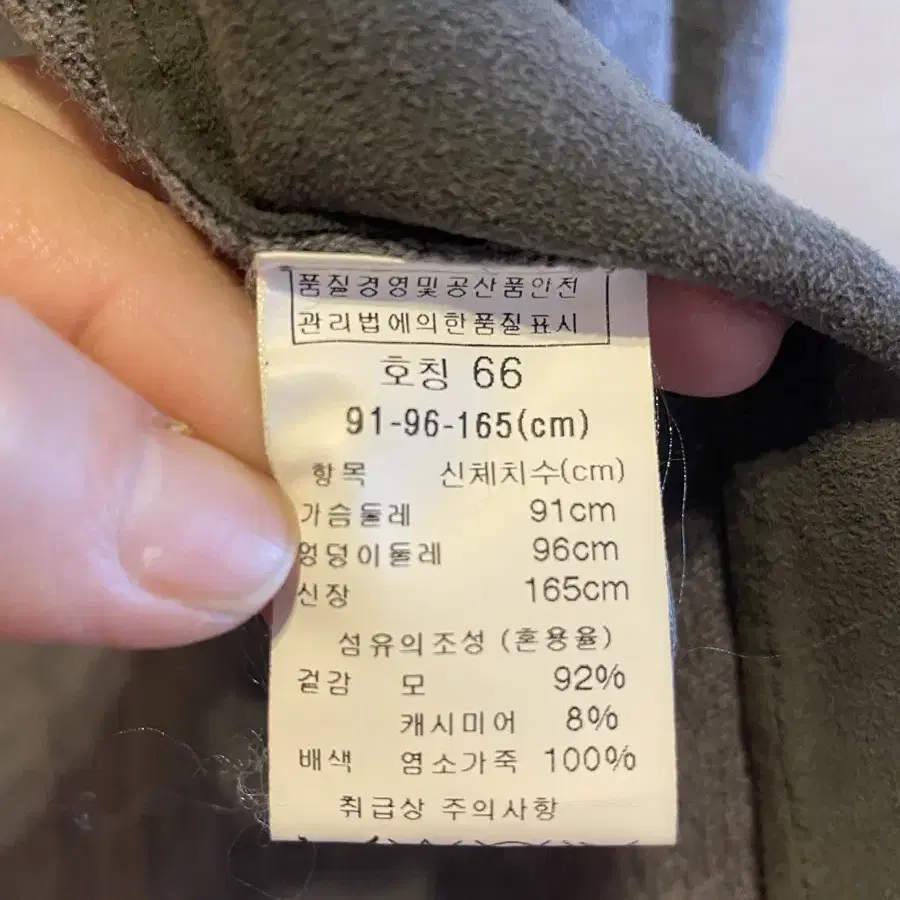 품질경영및공산품안전
관리법에의한품질표시
호칭 66
91-96-165(cm)
항목 신체치수(cm)
가슴둘레 91cm
엉덩이둘레 96cm
신장 165cm
섬유의조성 (혼용율)
겉감 모 92%
캐시미어 8%
배색 염소가죽 100%
취급상 주의사항